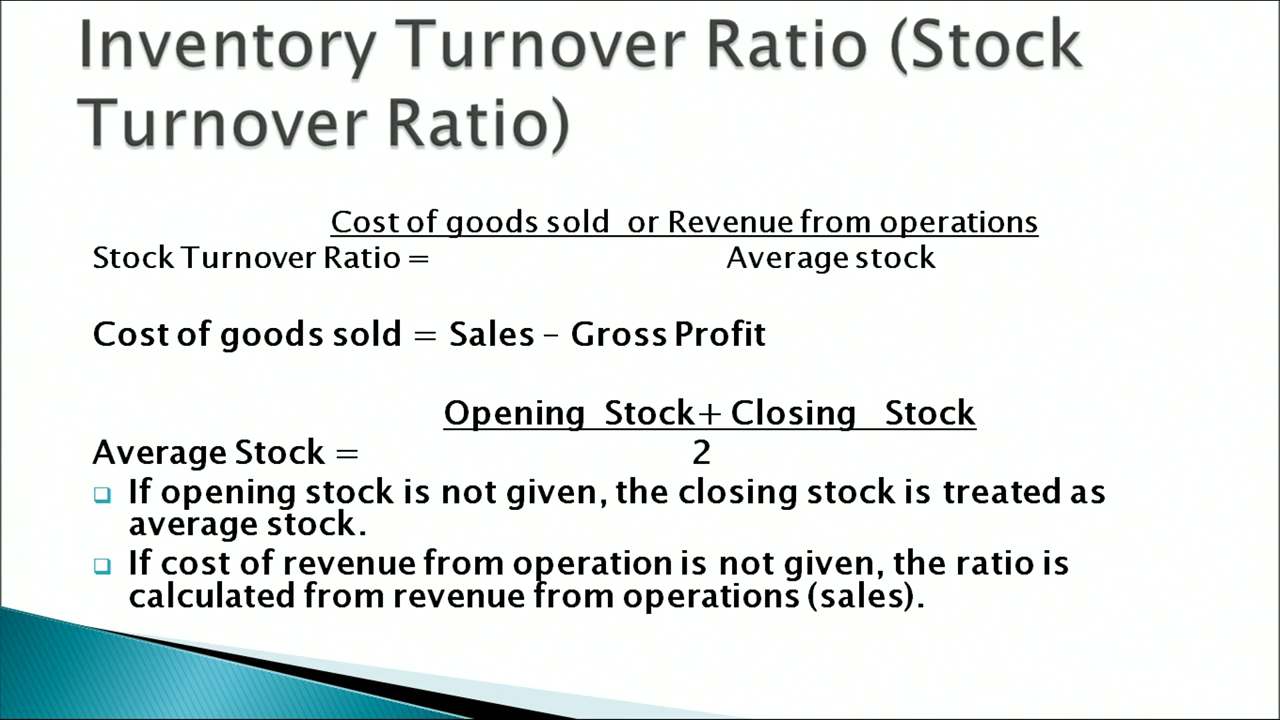 Inventory Turnover Ratio (Stock
Turnover Ratio)
Cost of goods sold or Revenue from operations
Stock Turnover Ratio = Average stock
Cost of goods sold = Sales – Gross Profit
Opening Stock+ Closing Stock
Average Stock = 2
If opening stock is not given, the closing stock is treated as
average stock.
If cost of revenue from operation is not given, the ratio is
calculated from revenue from operations (sales).